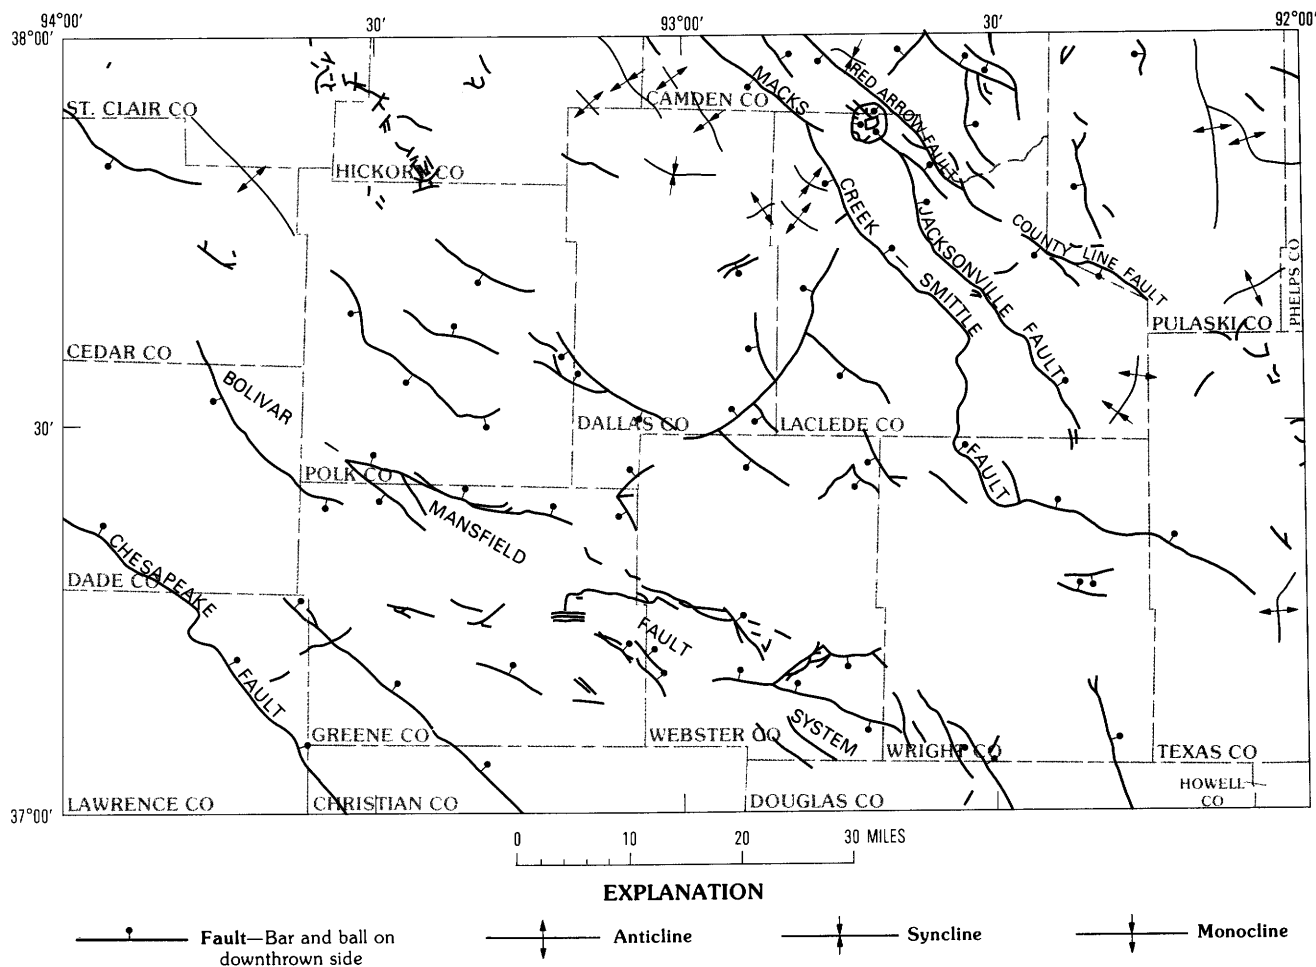 94°00′ 30′ 93°00′ 30′ 92°00′
38°00′
MACKS
RED ARROW FAULT
CAMDEN CO
ST. CLAIR CO
HICKORY CO
CREEK
JACKSONVILLE FAULT
COUNTY LINE FAULT
PHELPS CO
SMITTLE
PULASKI CO
CEDAR CO
BOLIVAR
DALLAS CO
LACLEDE CO
30′
FAULT
POLK CO
MANSFIELD
CHESAPEAKE
DADE CO
FAULT
FAULT
SYSTEM
GREENE CO
WEBSTER CO
WRIGHT CO
TEXAS CO
HOWELL
CO
LAWRENCE CO
CHRISTIAN CO
DOUGLAS CO
37°00′
0 10 20 30 MILES
EXPLANATION
Fault—Bar and ball on
downthrown side
Anticline
Syncline
Monocline